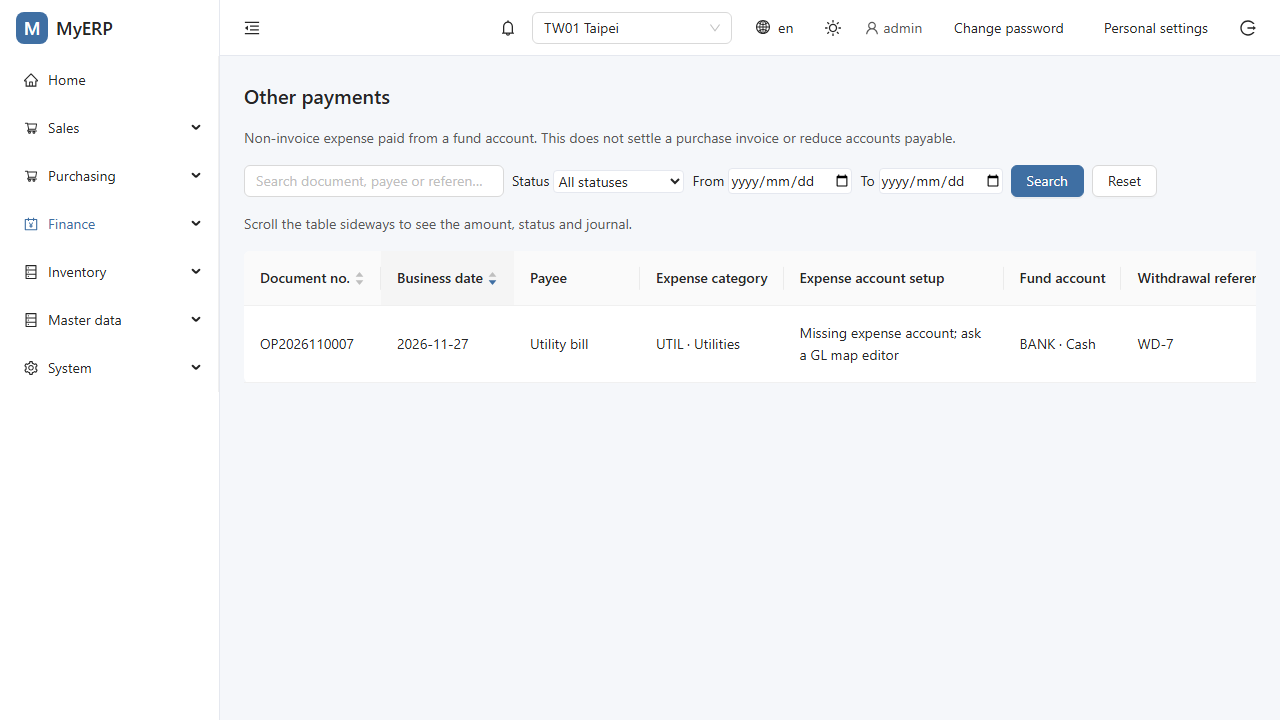 M MyERP
TW01 Taipei
en
admin
Change password
Personal settings
Home
Sales
Purchasing
Finance
Inventory
Master data
System
Other payments
Non-invoice expense paid from a fund account. This does not settle a purchase invoice or reduce accounts payable.
Search document, payee or referen...
Status All statuses From yyyy/mm/dd To yyyy/mm/dd Search Reset
Scroll the table sideways to see the amount, status and journal.
Document no. Business date Payee Expense category Expense account setup Fund account Withdrawal referen
OP2026110007 2026-11-27 Utility bill UTIL · Utilities Missing expense account; ask
a GL map editor
BANK · Cash WD-7